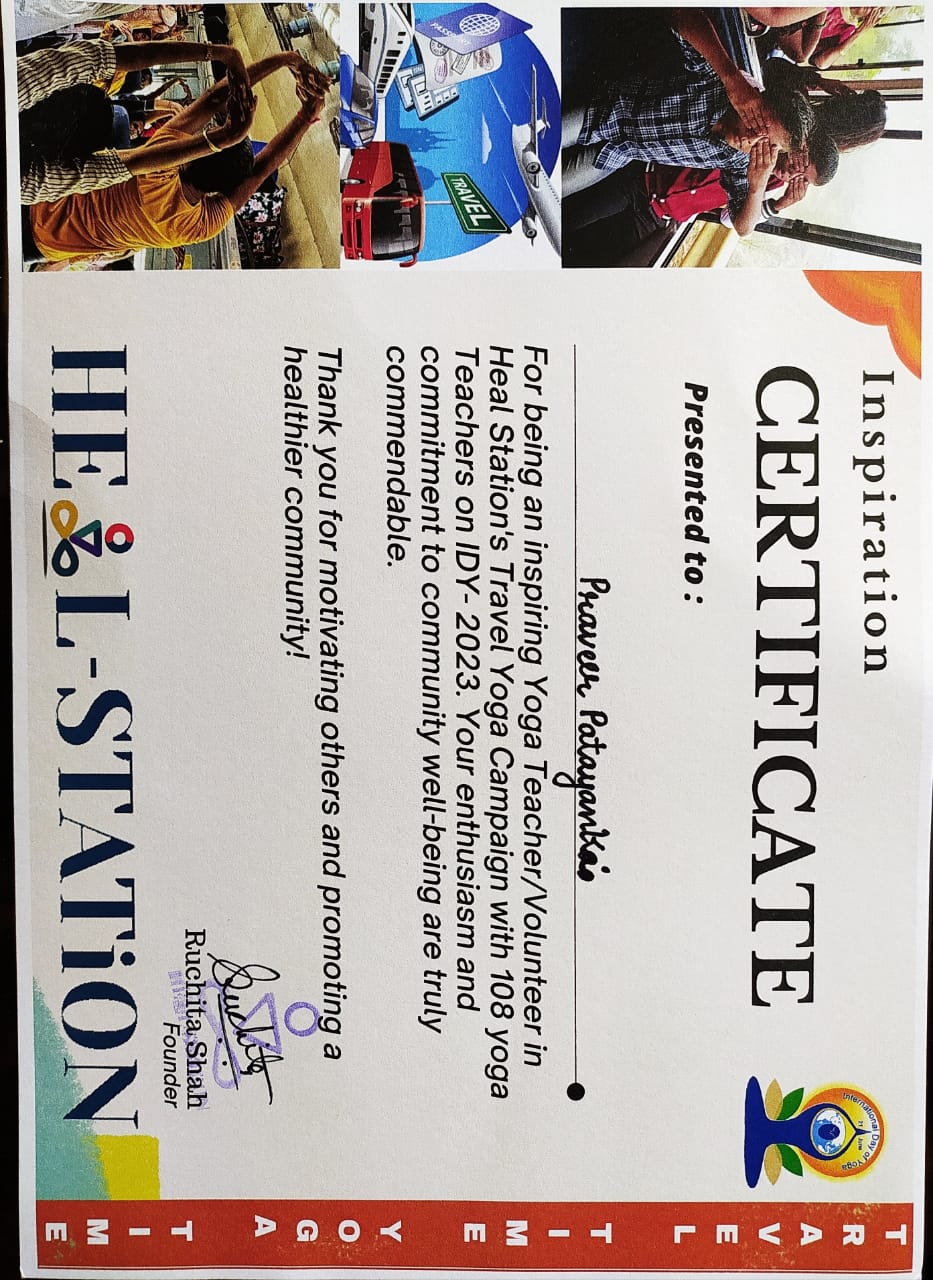 Inspiration
CERTIFICATE
International Day of Yoga
21 June
Presented to :
Praveer Patayankar
For being an inspiring Yoga Teacher/Volunteer in
Heal Station's Travel Yoga Campaign with 108 yoga
Teachers on IDY- 2023. Your enthusiasm and
commitment to community well-being are truly
commendable.
Thank you for motivating others and promoting a
healthier community!
Ruchita
Ruchita Shah
Founder
HEAL-STATiON
TRAVEL TIME YOGA TIME
TRAVEL
PASSPORT